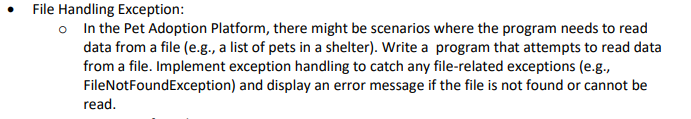 • File Handling Exception:
o In the Pet Adoption Platform, there might be scenarios where the program needs to read
data from a file (e.g., a list of pets in a shelter). Write a program that attempts to read data
from a file. Implement exception handling to catch any file-related exceptions (e.g.,
FileNotFoundException) and display an error message if the file is not found or cannot be
read.